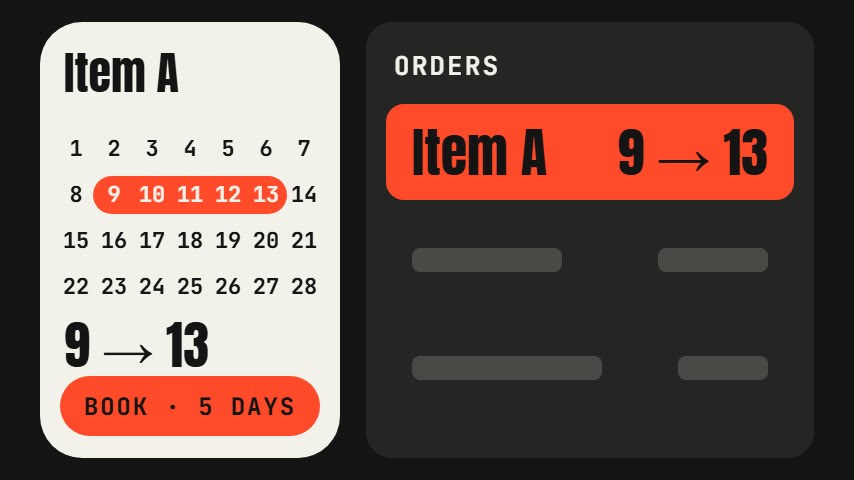 Item A
1 2 3 4 5 6 7
8 9 10 11 12 13 14
15 16 17 18 19 20 21
22 23 24 25 26 27 28
9 → 13
BOOK · 5 DAYS
ORDERS
Item A 9 → 13